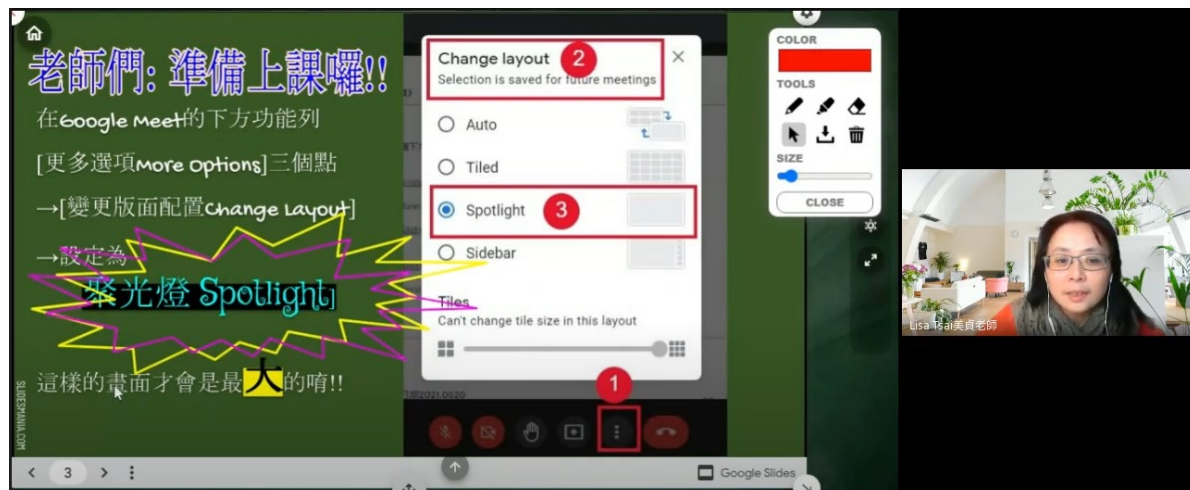 老師們: 準備上課囉!!
在Google Meet的下方功能列
[更多選項More Options]三個點
→[變更版面配置Change Layout]
→設定為
聚光燈 Spotlight]
這樣的畫面才會是最大的唷!!
SLIDESMANIA.COM
Change layout
2
Selection is saved for future meetings
Auto
Tiled
Spotlight
3
Sidebar
Tiles
Can't change tile size in this layout
1
3
Google Slides
COLOR
TOOLS
SIZE
CLOSE
Lisa Tsai美貞老師